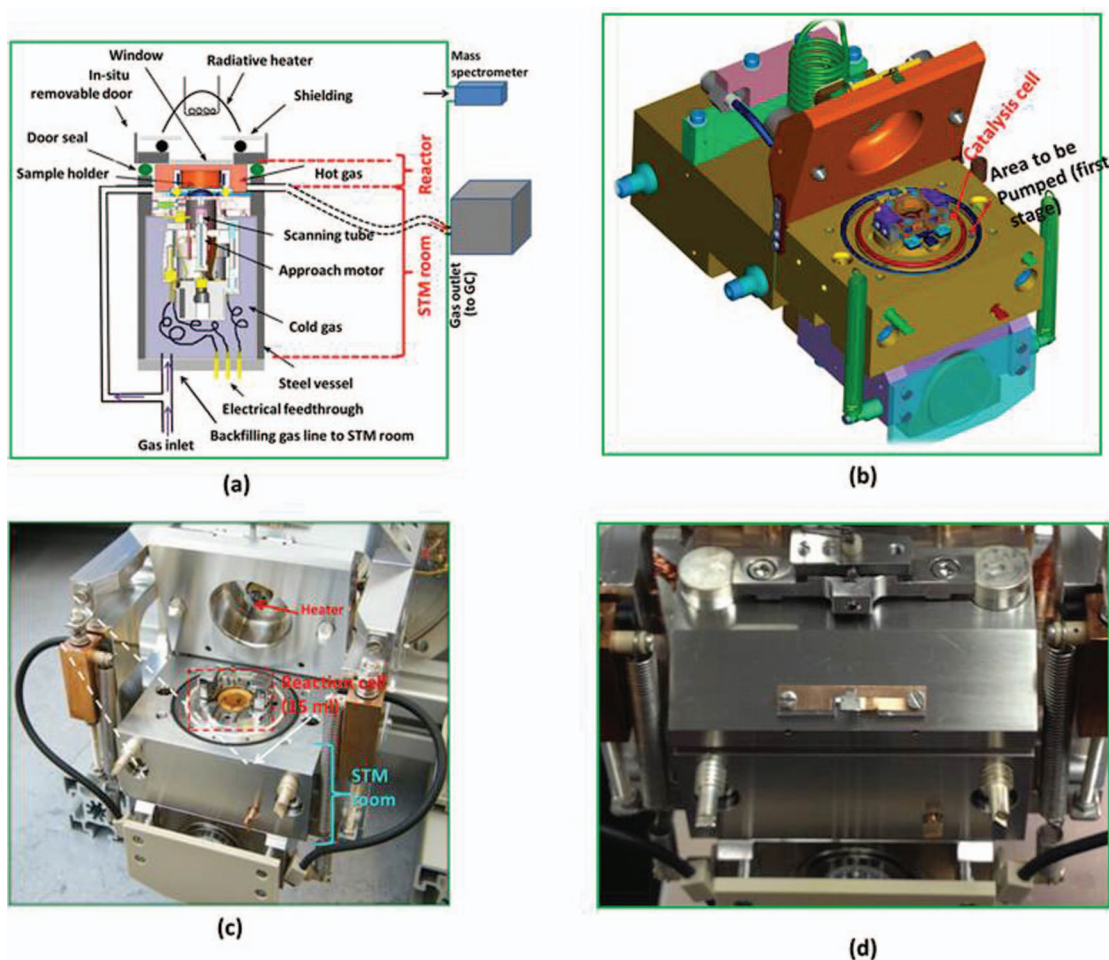 Window
Radiative heater
In-situ
removable door
Shielding
Door seal
Sample holder
Hot gas
Scanning tube
Approach motor
Cold gas
Steel vessel
Electrical feedthrough
Backfilling gas line to STM room
Gas inlet
Reactor
STM room
Mass
spectrometer
Gas outlet
(to GC)
(a)
Catalysis cell
Area to be
Pumped (first
stage)
(b)
Heater
Reaction cell
(15 ml)
STM
room
(c)
(d)